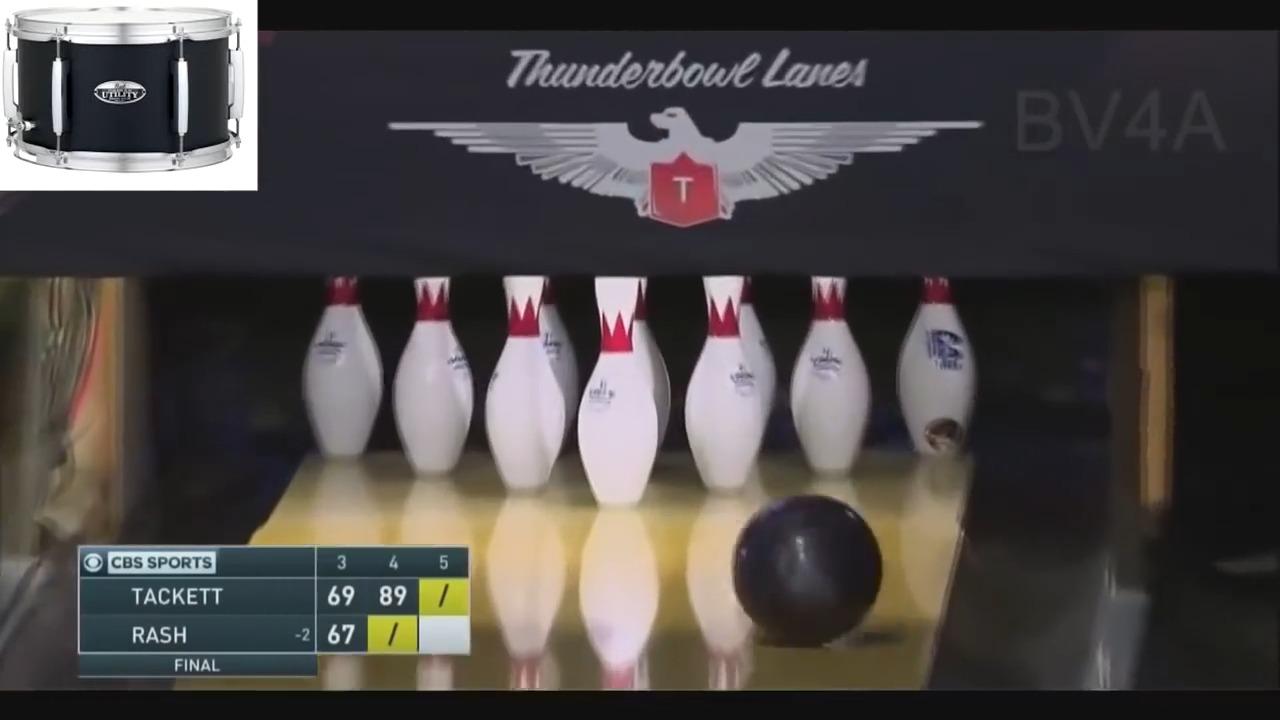 UTILITY
Thunderbowl Lanes
BV4A
T
CBS SPORTS 3 4 5
TACKETT 69 89 /
RASH -2 67 /
FINAL